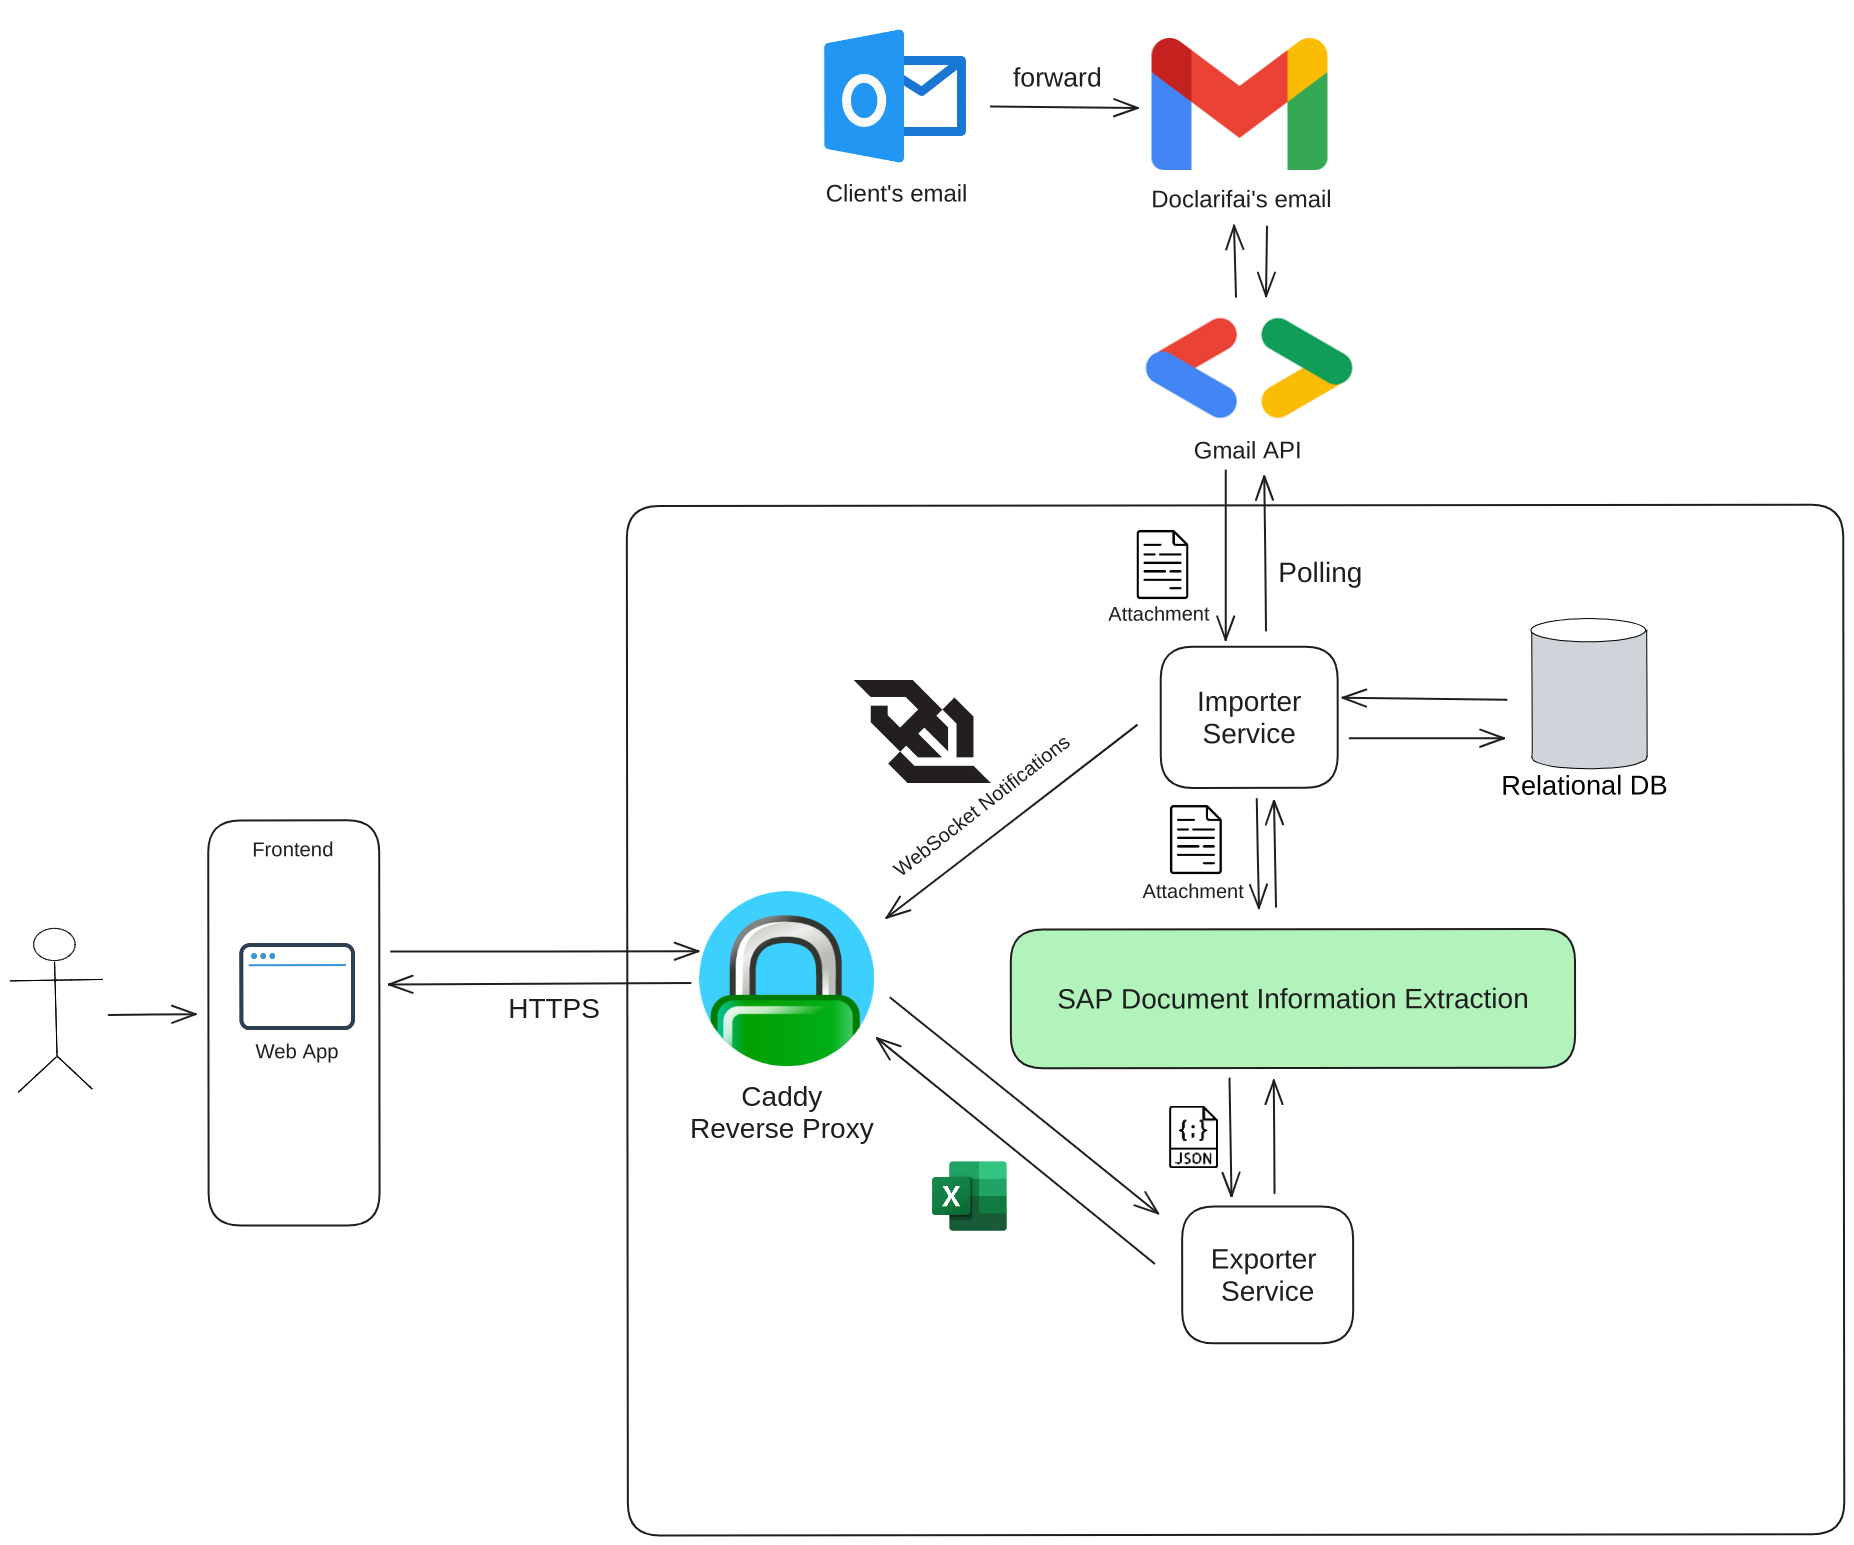 forward
Client's email
Doclarifai's email
Gmail API
Attachment
Polling
Importer
Service
Relational DB
WebSocket Notifications
Attachment
Frontend
Web App
HTTPS
Caddy
Reverse Proxy
SAP Document Information Extraction
{;}
JSON
X
Exporter
Service